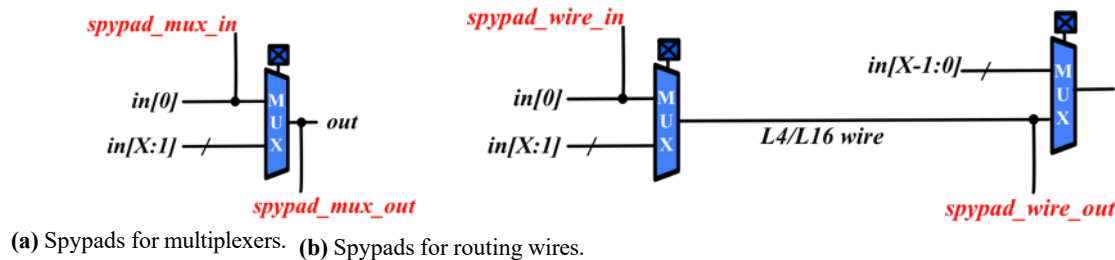 spypad_mux_in
in[0]
MUX
out
in[X:1]
spypad_mux_out
(a) Spypads for multiplexers.
spypad_wire_in
in[0]
MUX
in[X:1]
L4/L16 wire
in[X-1:0]
MUX
spypad_wire_out
(b) Spypads for routing wires.